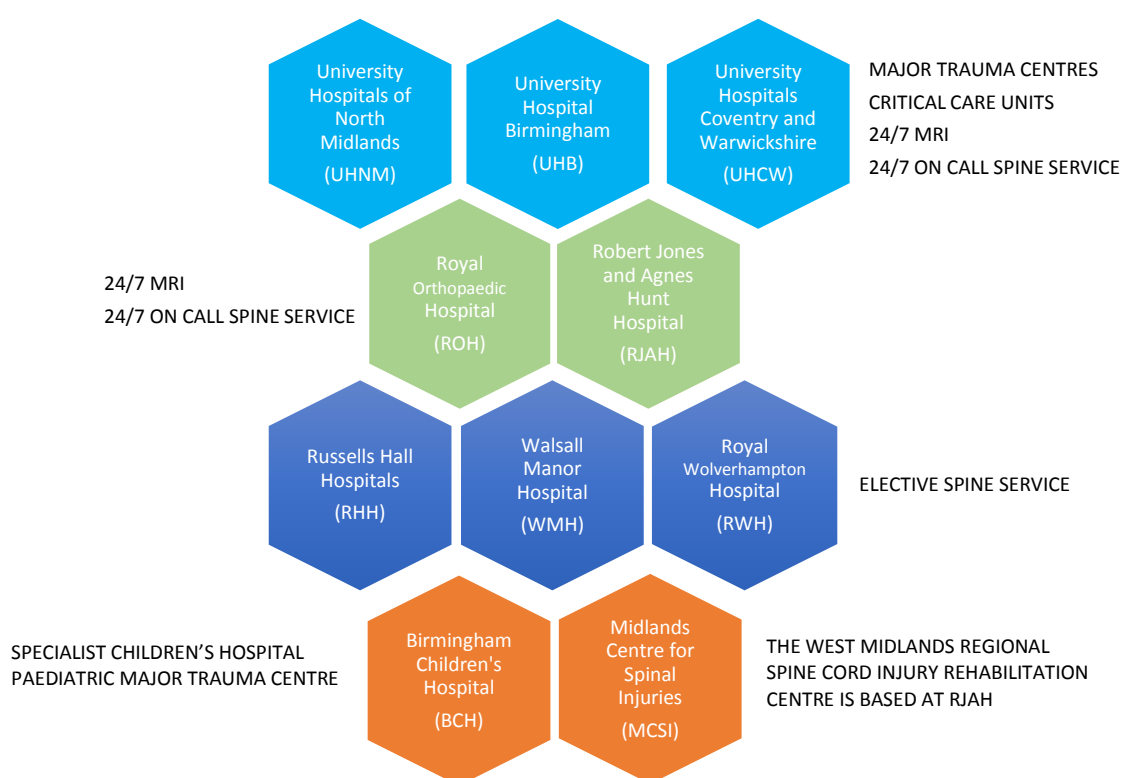 University
Hospitals of
North
Midlands
(UHNM)
University
Hospital
Birmingham
(UHB)
University
Hospitals
Coventry and
Warwickshire
(UHCW)
MAJOR TRAUMA CENTRES
CRITICAL CARE UNITS
24/7 MRI
24/7 ON CALL SPINE SERVICE
24/7 MRI
24/7 ON CALL SPINE SERVICE
Royal
Orthopaedic
Hospital
(ROH)
Robert Jones
and Agnes
Hunt
Hospital
(RJAH)
Russells Hall
Hospitals
(RHH)
Walsall
Manor
Hospital
(WMH)
Royal
Wolverhampton
Hospital
(RWH)
ELECTIVE SPINE SERVICE
SPECIALIST CHILDREN’S HOSPITAL
PAEDIATRIC MAJOR TRAUMA CENTRE
Birmingham
Children's
Hospital
(BCH)
Midlands
Centre for
Spinal
Injuries
(MCSI)
THE WEST MIDLANDS REGIONAL
SPINE CORD INJURY REHABILITATION
CENTRE IS BASED AT RJAH